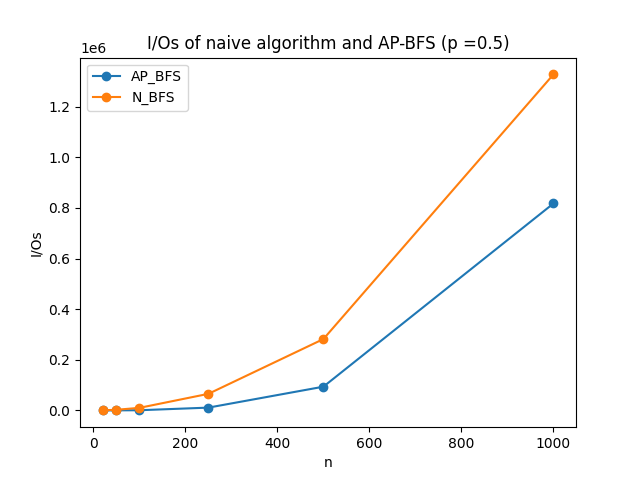 I/Os of naive algorithm and AP-BFS (p =0.5)
1e6
AP_BFS
N_BFS
1.2
1.0
0.8
0.6
0.4
0.2
0.0
I/Os
0 200 400 600 800 1000
n